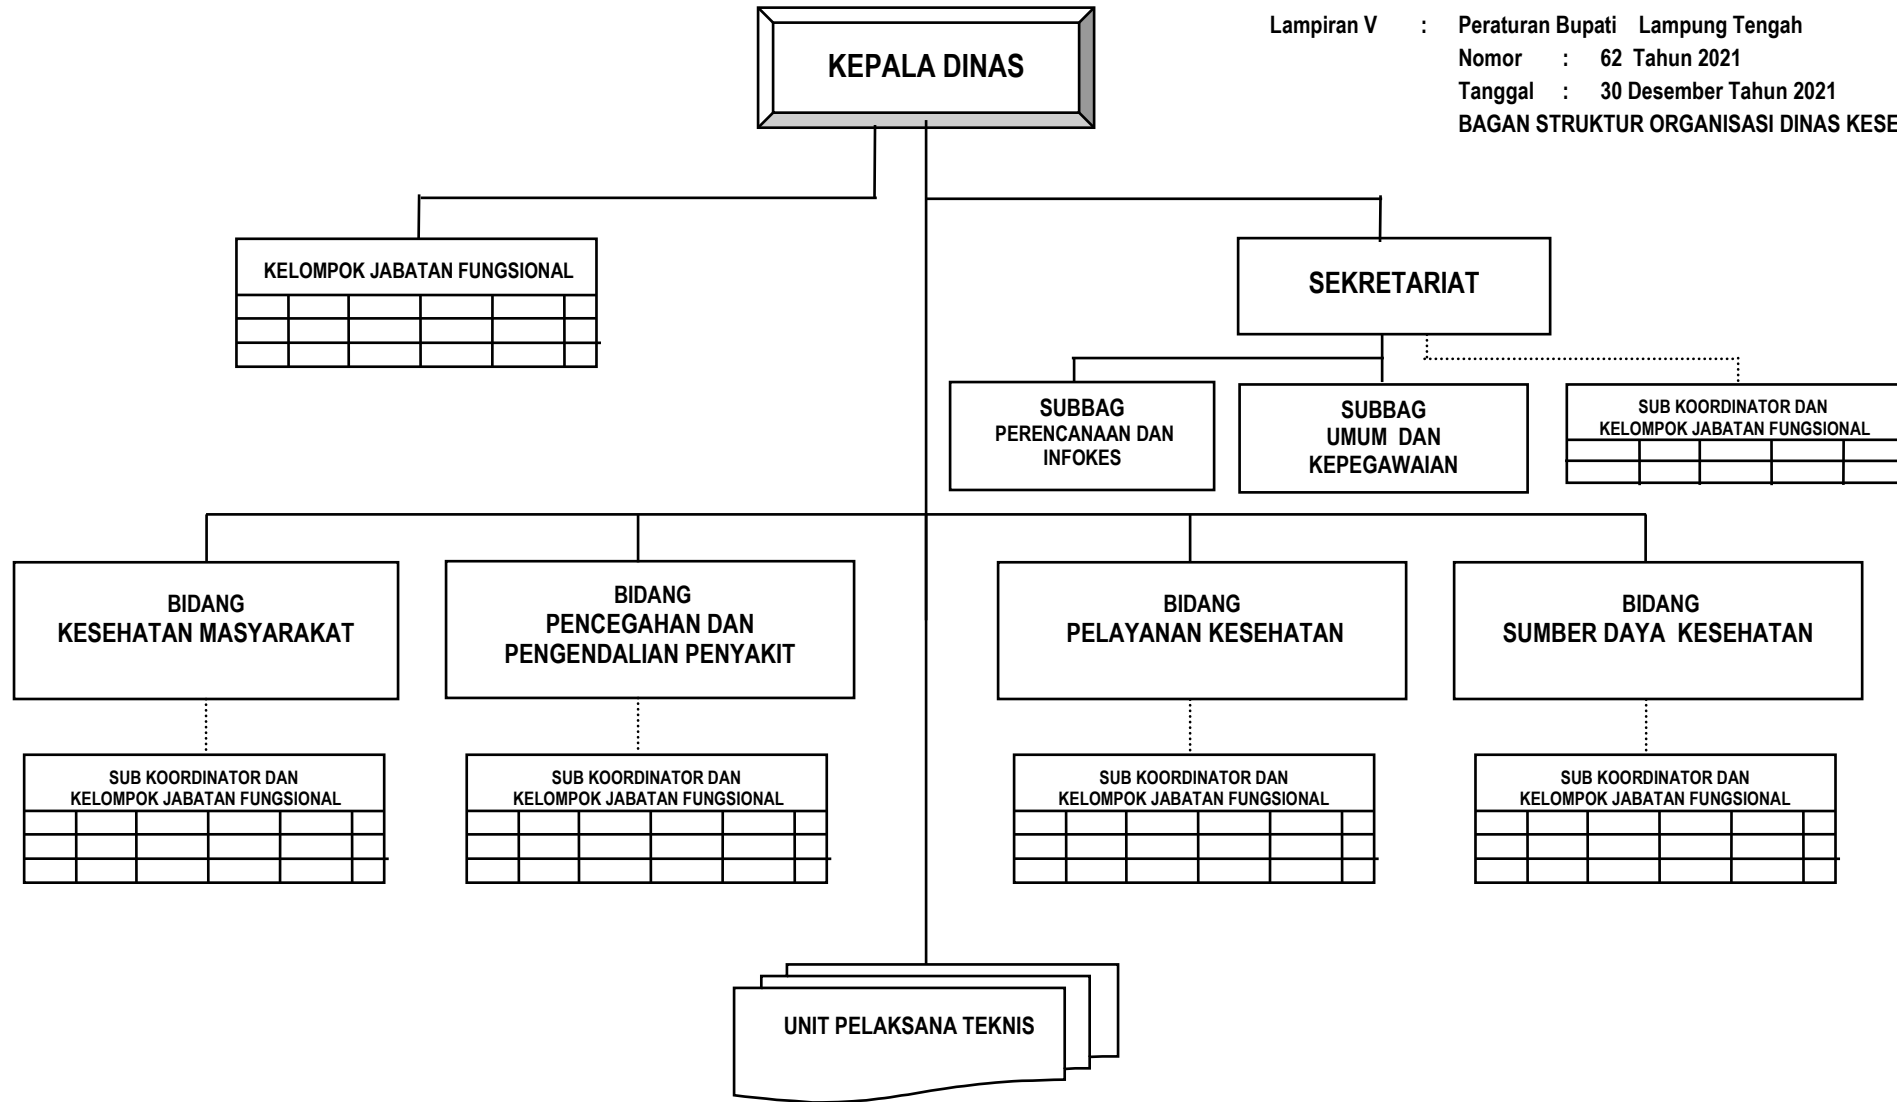 Lampiran V : Peraturan Bupati Lampung Tengah
Nomor : 62 Tahun 2021
Tanggal : 30 Desember Tahun 2021
BAGAN STRUKTUR ORGANISASI DINAS KESE
KEPALA DINAS
KELOMPOK JABATAN FUNGSIONAL
SEKRETARIAT
SUBBAG
PERENCANAAN DAN
INFOKES
SUBBAG
UMUM DAN
KEPEGAWAIAN
SUB KOORDINATOR DAN
KELOMPOK JABATAN FUNGSIONAL
BIDANG
KESEHATAN MASYARAKAT
BIDANG
PENCEGAHAN DAN
PENGENDALIAN PENYAKIT
BIDANG
PELAYANAN KESEHATAN
BIDANG
SUMBER DAYA KESEHATAN
SUB KOORDINATOR DAN
KELOMPOK JABATAN FUNGSIONAL
SUB KOORDINATOR DAN
KELOMPOK JABATAN FUNGSIONAL
SUB KOORDINATOR DAN
KELOMPOK JABATAN FUNGSIONAL
SUB KOORDINATOR DAN
KELOMPOK JABATAN FUNGSIONAL
UNIT PELAKSANA TEKNIS